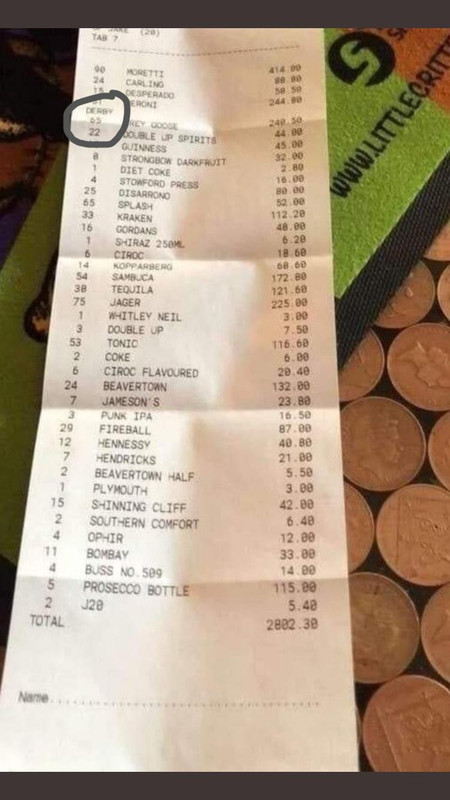 JAKE (20)
TAB 7
90 MORETTI 414.00
24 CARLING
15 DESPERADO
ERONI 244.80
DERBY
65 REY GOOSE 240.50
22 DOUBLE UP SPIRITS 44.00
GUINNESS 45.00
8 STRONGBOW DARKFRUIT 32.00
1 DIET COKE 2.80
4 STOWFORD PRESS 16.00
25 DISARRONO 80.00
65 SPLASH 52.00
33 KRAKEN 112.20
16 GORDANS 48.00
1 SHIRAZ 250ML 6.20
6 CIROC 18.60
14 KOPPARBERG 60.60
54 SAMBUCA 172.80
38 TEQUILA 121.60
75 JAGER 225.00
1 WHITLEY NEIL 3.00
3 DOUBLE UP 7.50
53 TONIC 116.60
2 COKE 6.00
6 CIROC FLAVOURED 20.40
24 BEAVERTOWN 132.00
7 JAMESON'S 23.80
3 PUNK IPA 16.50
29 FIREBALL 87.00
12 HENNESSY 40.80
7 HENDRICKS 21.00
2 BEAVERTOWN HALF 5.50
1 PLYMOUTH 3.00
15 SHINNING CLIFF 42.00
2 SOUTHERN COMFORT 6.40
4 OPHIR 12.00
11 BOMBAY 33.00
4 BUSS NO.509 14.00
5 PROSECCO BOTTLE 115.00
2 J20 5.40
TOTAL 2802.30
Name
WWW.LITTLECRITT